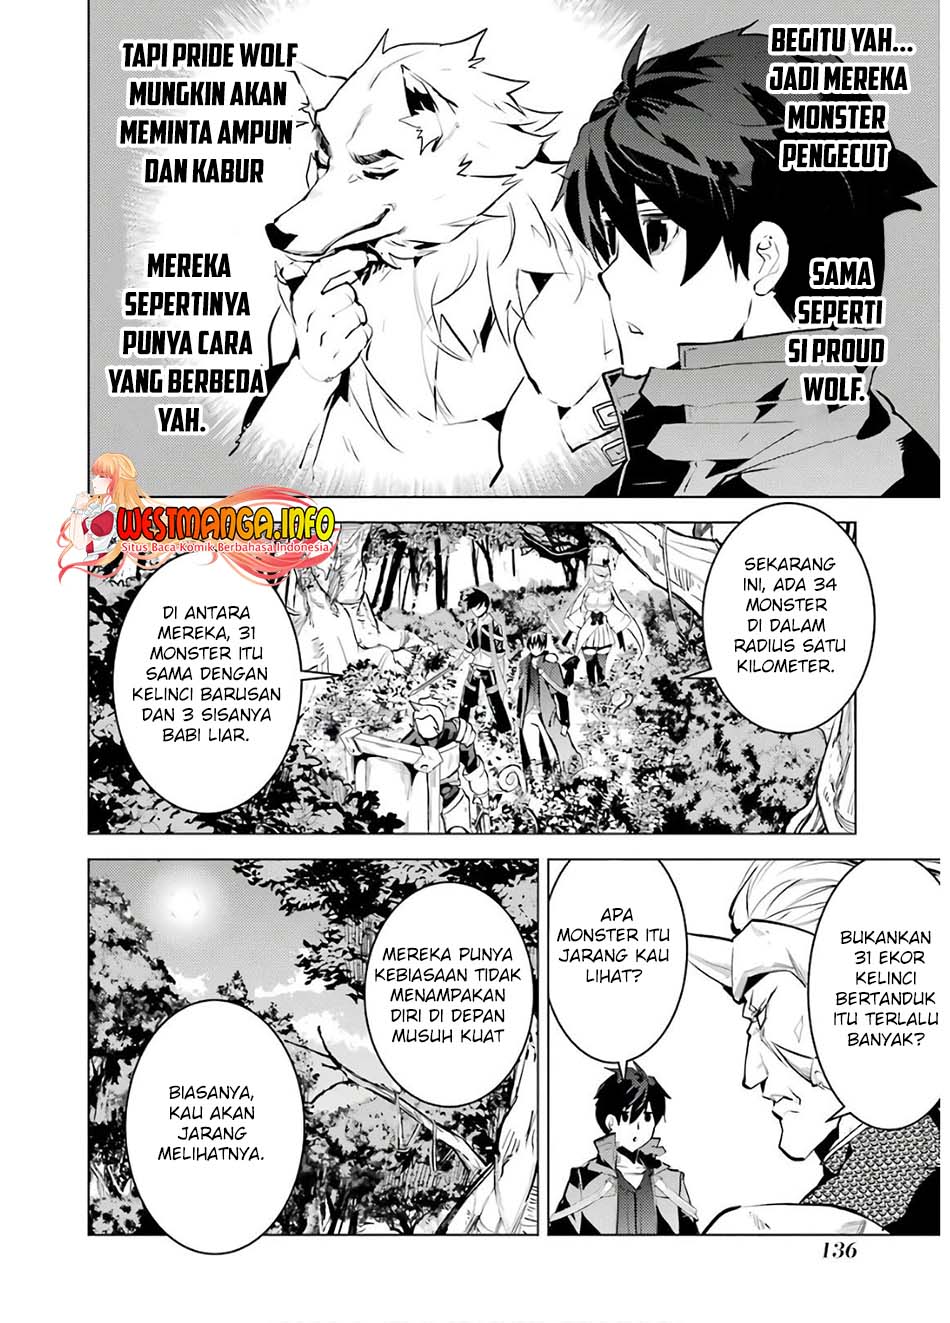 BEGITU YAH...
JADI MEREKA
MONSTER
PENGECUT
SAMA
SEPERTI
SI PROUD
WOLF.
TAPI PRIDE WOLF
MUNGKIN AKAN
MEMINTA AMPUN
DAN KABUR
MEREKA
SEPERTINYA
PUNYA CARA
YANG BERBEDA
YAH.
WESTMANGA.INFO
Situs Baca Komik Berbahasa Indonesia
SEKARANG
INI, ADA 34
MONSTER
DI DALAM
RADIUS SATU
KILOMETER.
DI ANTARA
MEREKA, 31
MONSTER ITU
SAMA DENGAN
KELINCI BARUSAN
DAN 3 SISANYA
BABI LIAR.
BUKANKAN
31 EKOR
KELINCI
BERTANDUK
ITU TERLALU
BANYAK?
APA
MONSTER ITU
JARANG KAU
LIHAT?
MEREKA PUNYA
KEBIASAAN TIDAK
MENAMPAKAN
DIRI DI DEPAN
MUSUH KUAT
BIASANYA,
KAU AKAN
JARANG
MELIHATNYA.
136